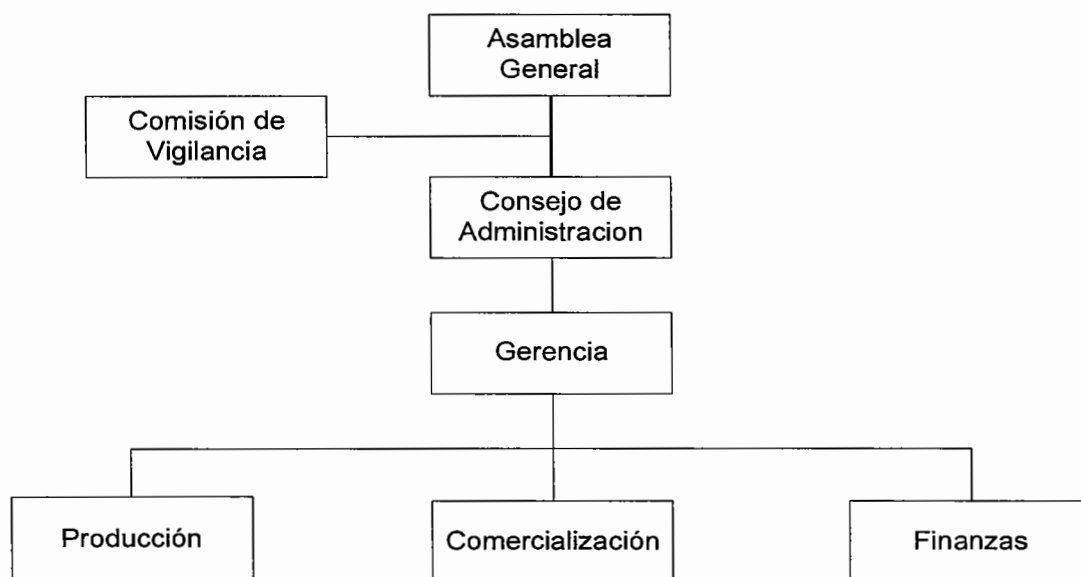 Asamblea
General
Comisión de
Vigilancia
Consejo de
Administracion
Gerencia
Producción
Comercialización
Finanzas